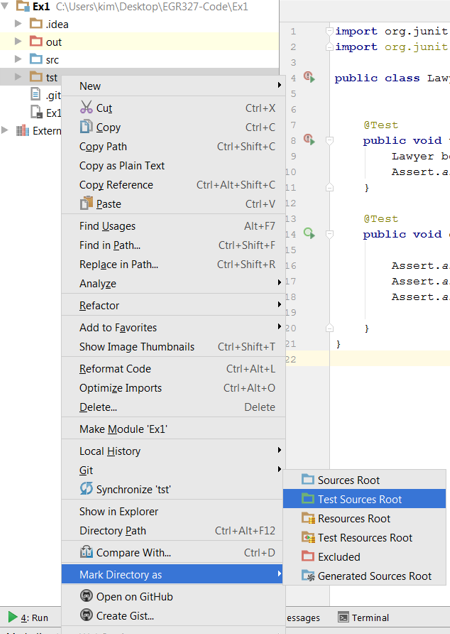 Ex1 C:\Users\kim\Desktop\EGR327-Code\Ex1
.idea
out
src
tst
.git
Ex1
Extern
New
Cut Ctrl+X
Copy Ctrl+C
Copy Path Ctrl+Shift+C
Copy as Plain Text
Copy Reference Ctrl+Alt+Shift+C
Paste Ctrl+V
Find Usages Alt+F7
Find in Path... Ctrl+Shift+F
Replace in Path... Ctrl+Shift+R
Analyze
Refactor
Add to Favorites
Show Image Thumbnails Ctrl+Shift+T
Reformat Code Ctrl+Alt+L
Optimize Imports Ctrl+Alt+O
Delete... Delete
Make Module 'Ex1'
Local History
Git
Synchronize 'tst'
Show in Explorer
Directory Path Ctrl+Alt+F12
Compare With... Ctrl+D
Mark Directory as
Open on GitHub
Create Gist...
Sources Root
Test Sources Root
Resources Root
Test Resources Root
Excluded
Generated Sources Root
1 import org.junit
2 import org.junit
4 public class Lawy
7 @Test
8 public void
9 Lawyer be
10 Assert.a
11 }
13 @Test
14 public void
16 Assert.a
17 Assert.a
18 Assert.a
20 }
21 }
22
4: Run
essages
Terminal